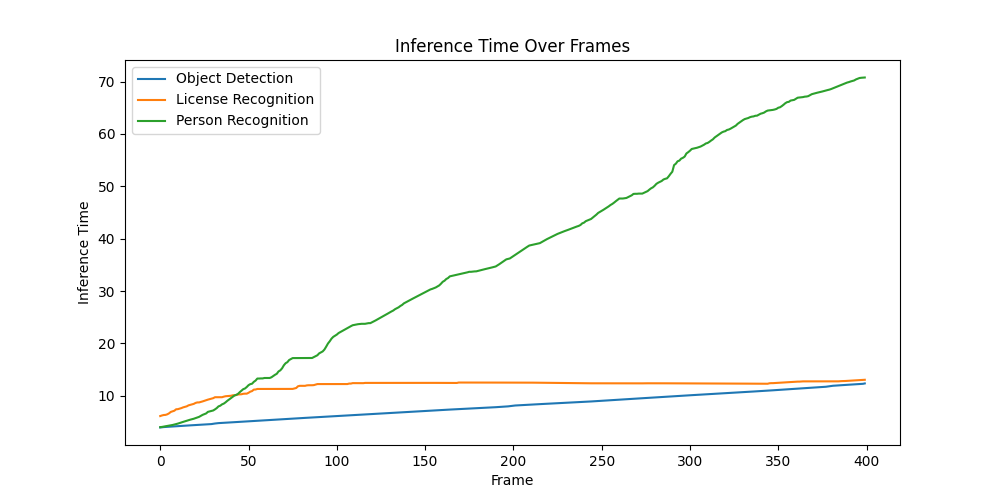 Inference Time Over Frames
Object Detection
License Recognition
Person Recognition
Inference Time
70
60
50
40
30
20
10
0 50 100 150 200 250 300 350 400
Frame